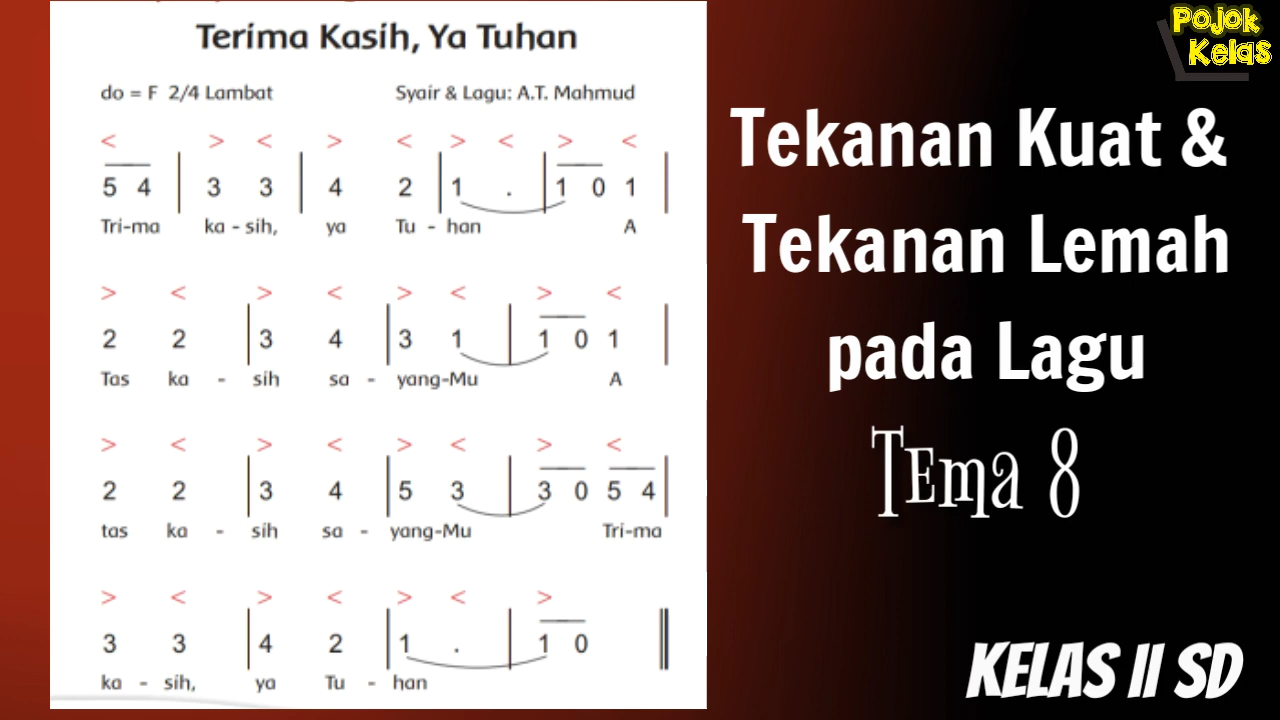 Terima Kasih, Ya Tuhan
do = F 2/4 Lambat Syair & Lagu: A.T. Mahmud
< > < > < > < > <
5 4 | 3 3 | 4 2 | 1 . | 1 0 1 |
Tri-ma ka - sih, ya Tu - han A
> < > < > < > <
2 2 | 3 4 | 3 1 | 1 0 1 |
Tas ka - sih sa - yang-Mu A
> < > < > < > <
2 2 | 3 4 | 5 3 | 3 0 5 4 |
tas ka - sih sa - yang-Mu Tri-ma
> < > < > < >
3 3 | 4 2 | 1 . | 1 0 ||
ka - sih, ya Tu - han
Pojok
Kelas
Tekanan Kuat &
Tekanan Lemah
pada Lagu
Tema 8
KELAS II SD